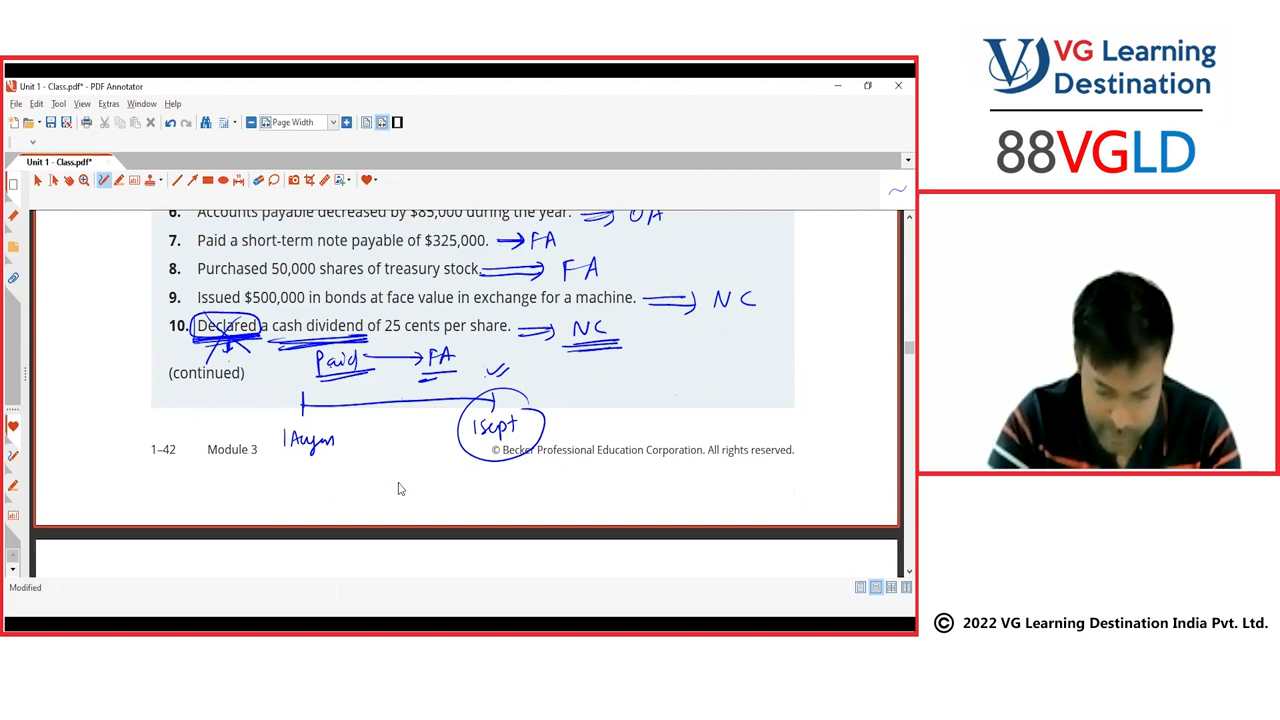 VG Learning
Destination
88VGLD
Unit 1 - Class.pdf* - PDF Annotator
File Edit Tool View Annotations Window Help
Page Width
Unit 1 - Class.pdf*
6. Accounts payable decreased by $85,000 during the year. OA
7. Paid a short-term note payable of $325,000. FA
8. Purchased 50,000 shares of treasury stock. FA
9. Issued $500,000 in bonds at face value in exchange for a machine. NC
10. Declared a cash dividend of 25 cents per share. NC
Paid FA
(continued)
1 Sept
1–42 Module 3 © Becker Professional Education Corporation. All rights reserved.
Modified
© 2022 VG Learning Destination India Pvt. Ltd.